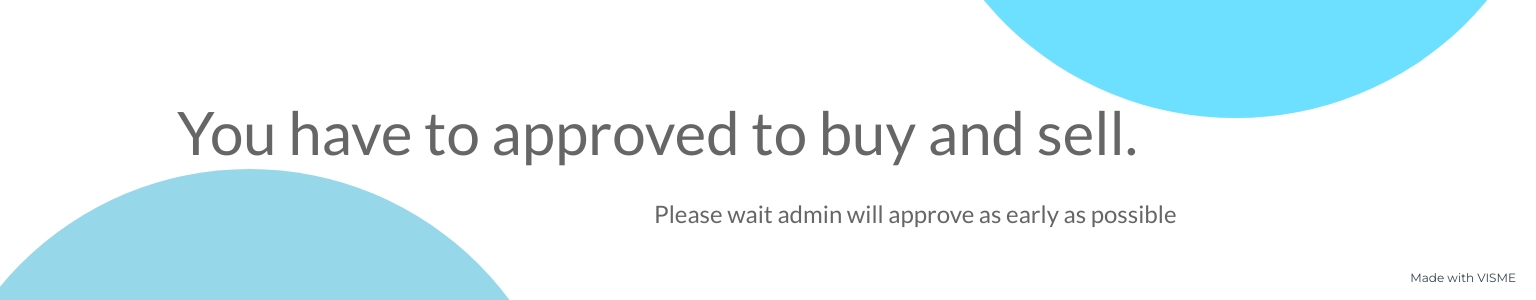 You have to approved to buy and sell.
Please wait admin will approve as early as possible
Made with VISME